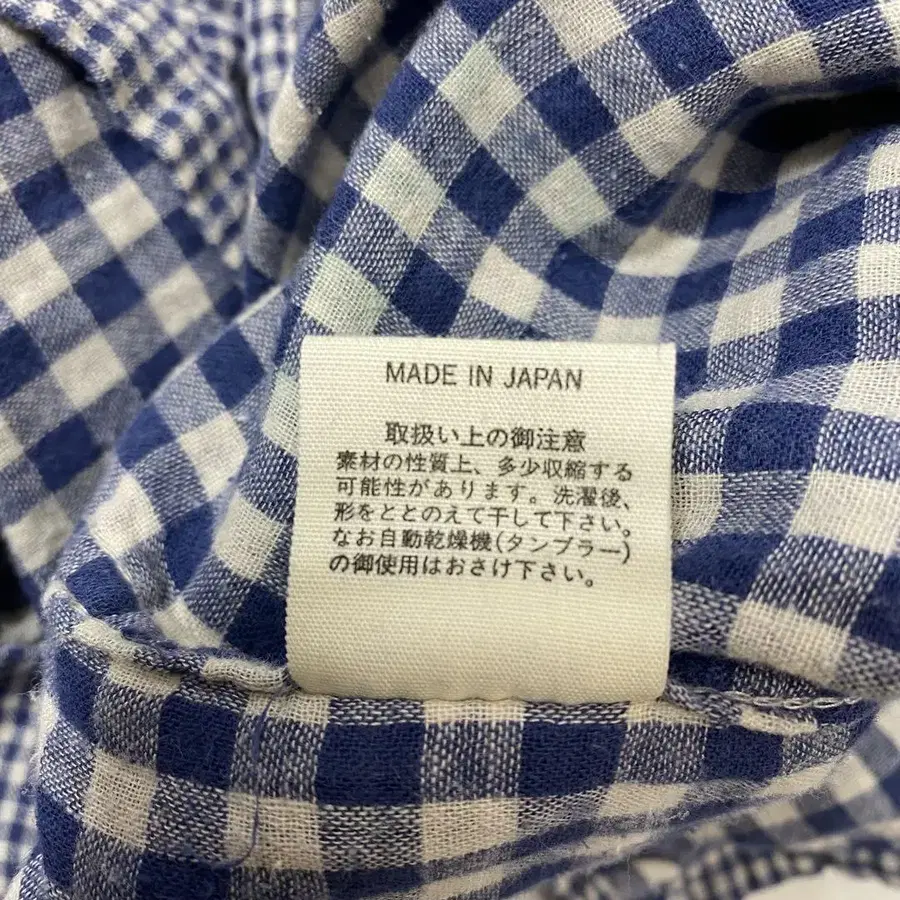 MADE IN JAPAN
取扱い上の御注意
素材の性質上、多少収縮する
可能性があります。洗濯後、
形をととのえて干して下さい。
なお自動乾燥機(タンブラー)
の御使用はおさけ下さい。